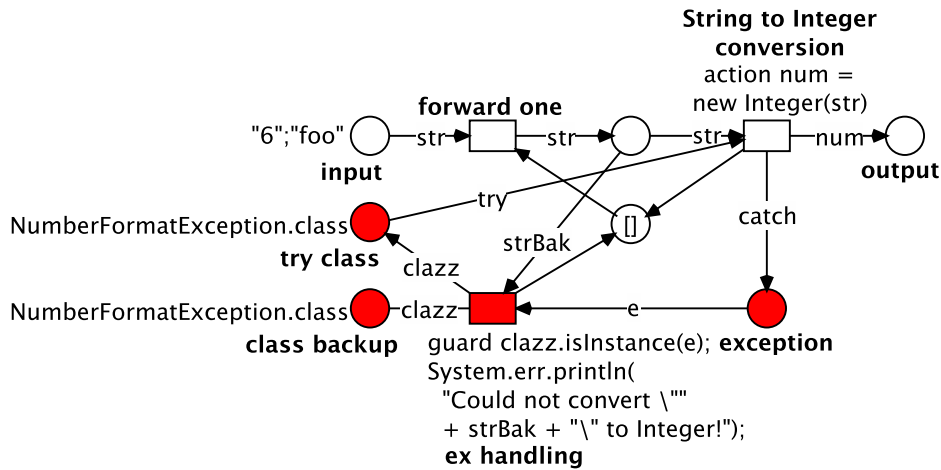 String to Integer
conversion
action num =
new Integer(str)
forward one
"6";"foo"
str
str
str
num
input
output
try
[]
NumberFormatException.class
catch
strBak
try class
clazz
NumberFormatException.class
clazz
e
class backup
guard clazz.isInstance(e);
exception
System.err.println(
"Could not convert \""
+ strBak + "\" to Integer!");
ex handling